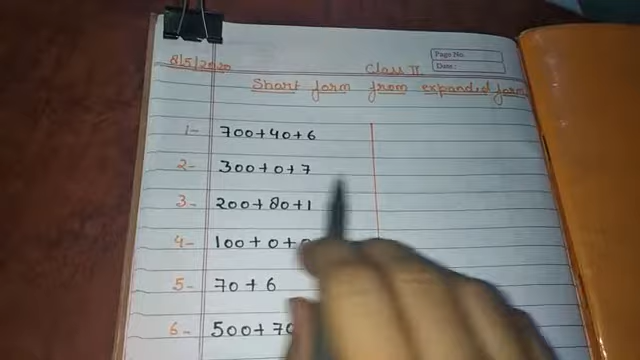 Page No.
Date:
8/5/2020 Class II
Short form from expanded form
1- 700+40+6
2- 300+0+7
3- 200+80+1
4- 100+0+
5- 70+6
6- 500+70